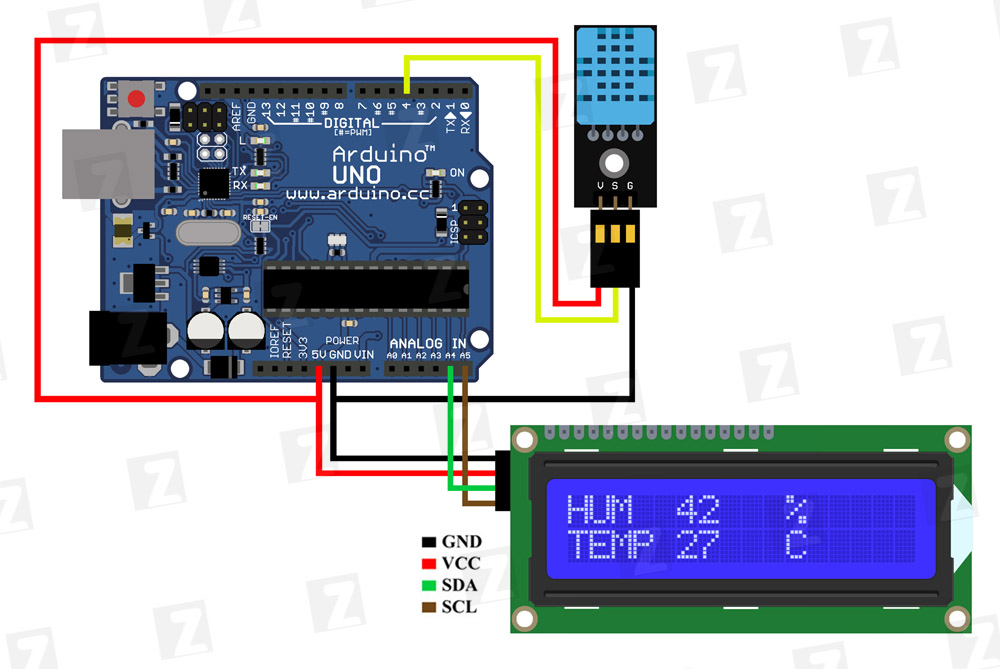 AREF
GND
13
12
#11
#10
#9
8
7
#6
#5
4
#3
2
TX▶1
RX◀0
DIGITAL
[#=PWM]
L
TX
RX
Arduino™
UNO
www.arduino.cc
ON
RESET-EN
1
ICSP
IOREF
RESET
3V3
5V
GND
VIN
POWER
ANALOG IN
A0 A1 A2 A3 A4 A5
V S G
HUM 42 %
TEMP 27 C
GND
VCC
SDA
SCL
Z